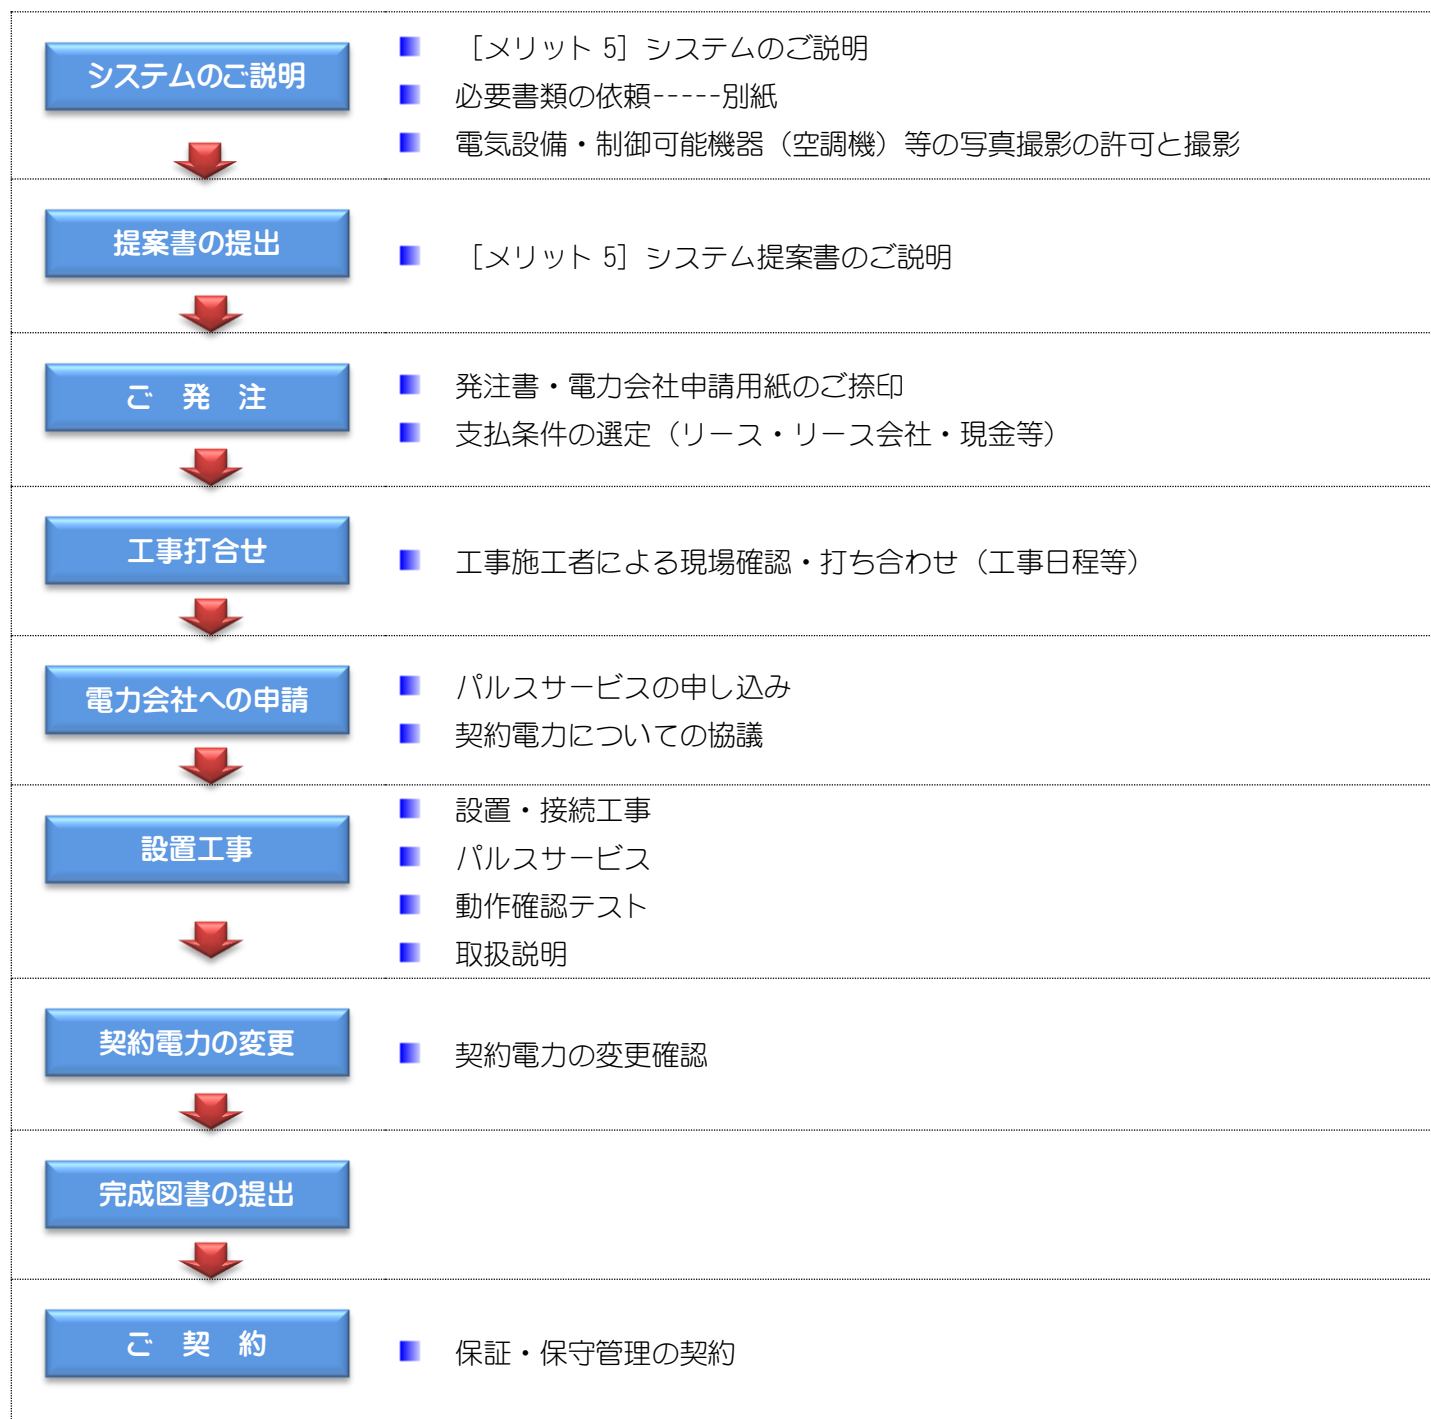 システムのご説明
［メリット 5］システムのご説明
必要書類の依頼-----別紙
電気設備・制御可能機器（空調機）等の写真撮影の許可と撮影
提案書の提出
［メリット 5］システム提案書のご説明
ご 発 注
発注書・電力会社申請用紙のご捺印
支払条件の選定（リース・リース会社・現金等）
工事打合せ
工事施工者による現場確認・打ち合わせ（工事日程等）
電力会社への申請
パルスサービスの申し込み
契約電力についての協議
設置工事
設置・接続工事
パルスサービス
動作確認テスト
取扱説明
契約電力の変更
契約電力の変更確認
完成図書の提出
ご 契 約
保証・保守管理の契約